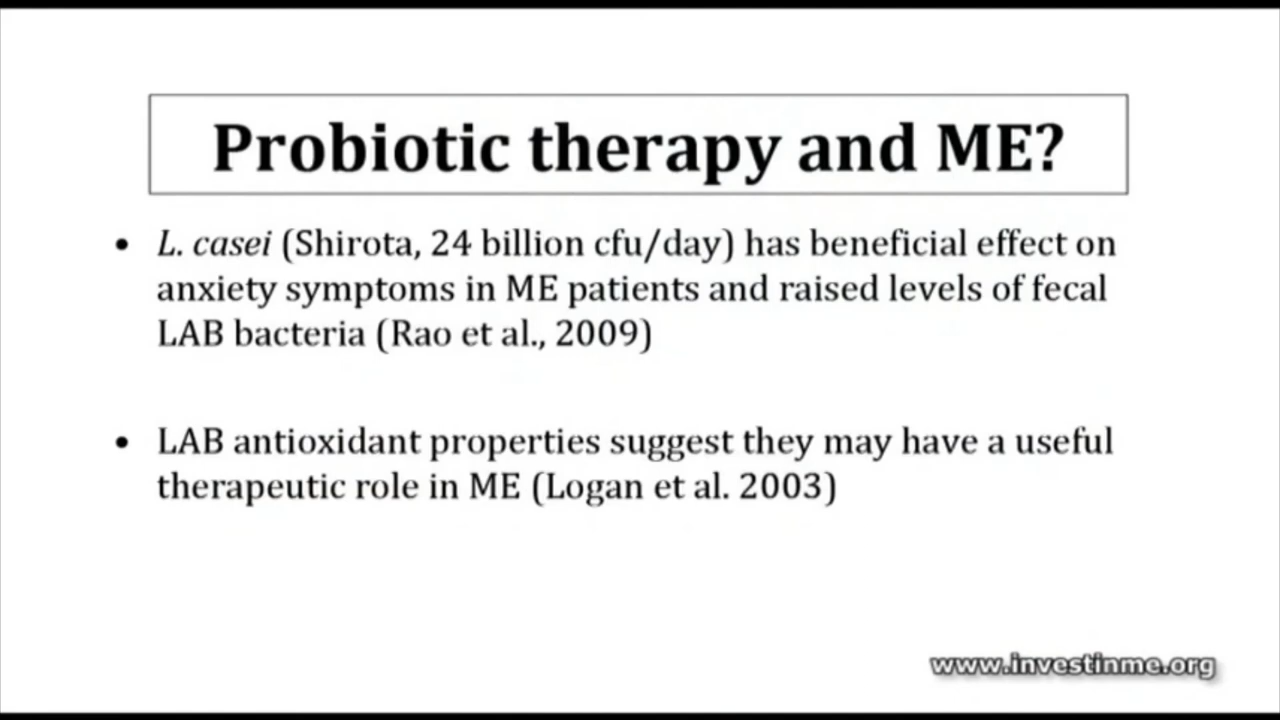 Probiotic therapy and ME?
• L. casei (Shirota, 24 billion cfu/day) has beneficial effect on
anxiety symptoms in ME patients and raised levels of fecal
LAB bacteria (Rao et al., 2009)
• LAB antioxidant properties suggest they may have a useful
therapeutic role in ME (Logan et al. 2003)
www.investinme.org